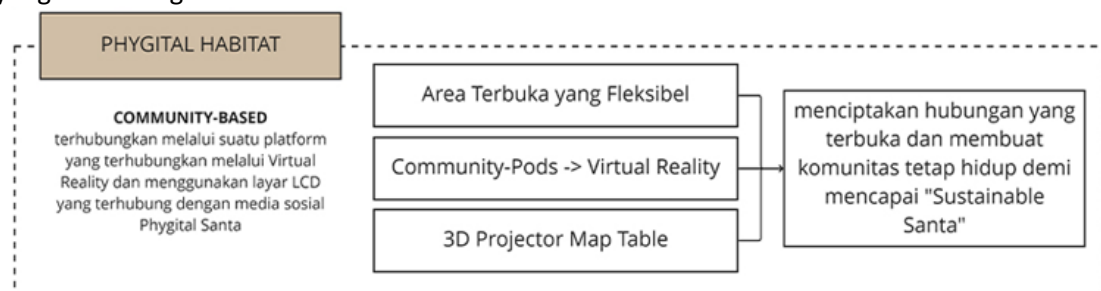 PHYGITAL HABITAT
COMMUNITY-BASED
terhubungkan melalui suatu platform
yang terhubungkan melalui Virtual
Reality dan menggunakan layar LCD
yang terhubung dengan media sosial
Phygital Santa
Area Terbuka yang Fleksibel
Community-Pods -> Virtual Reality
3D Projector Map Table
menciptakan hubungan yang
terbuka dan membuat
komunitas tetap hidup demi
mencapai "Sustainable
Santa"